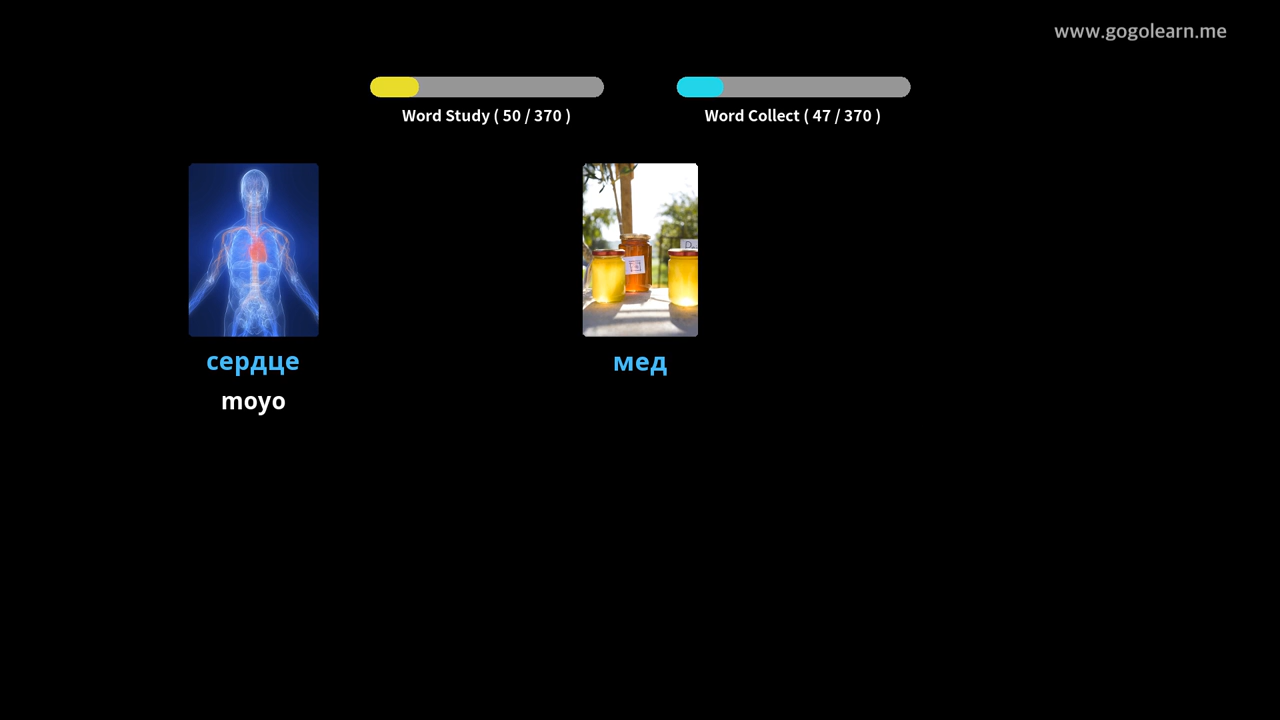 www.gogolearn.me
Word Study ( 50 / 370 )
Word Collect ( 47 / 370 )
сердце
moyo
мед